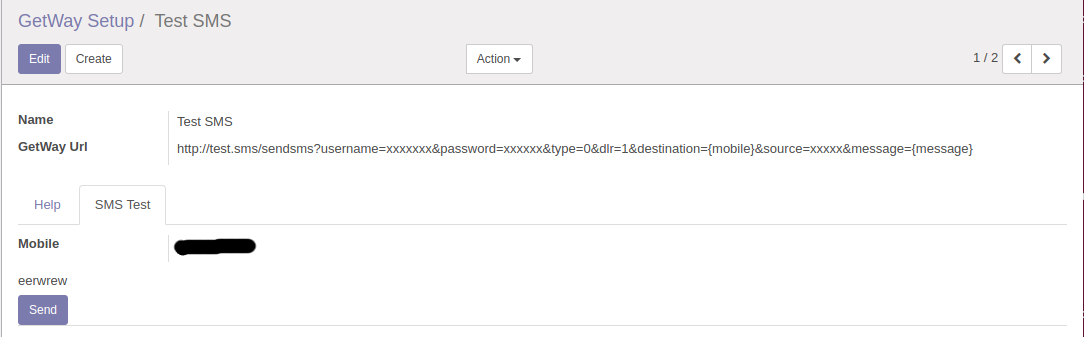 GetWay Setup / Test SMS
Edit Create Action 1 / 2
Name Test SMS
GetWay Url http://test.sms/sendsms?username=xxxxxxx&password=xxxxxx&type=0&dlr=1&destination={mobile}&source=xxxxx&message={message}
Help SMS Test
Mobile
eerwrew
Send